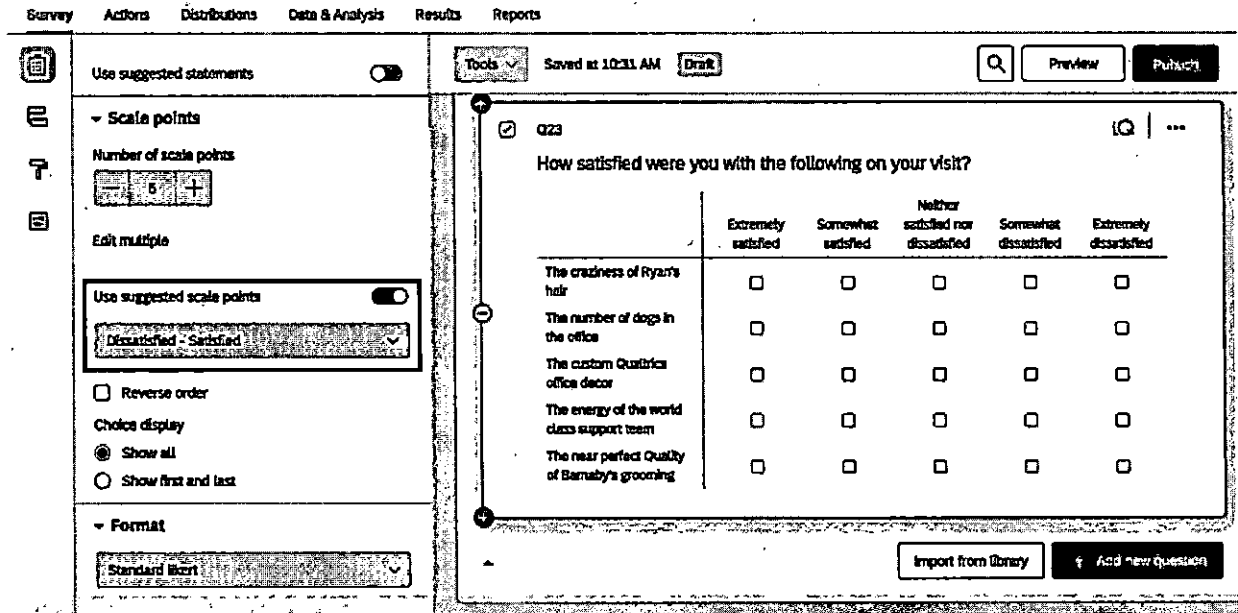 Survey Actions Distributions Data & Analysis Results Reports
Use suggested statements
Tools Saved at 10:31 AM Draft Preview Publish
Scale points
Number of scale points
5
Edit multiple
Use suggested scale points
Dissatisfied - Satisfied
Reverse order
Choice display
Show all
Show first and last
Format
Standard likert
Q23
How satisfied were you with the following on your visit?
Extremely satisfied
Somewhat satisfied
Neither satisfied nor dissatisfied
Somewhat dissatisfied
Extremely dissatisfied
The craziness of Ryan's
hair
The number of dogs in
the office
The custom Qualtrics
office decor
The energy of the world
class support team
The near perfect Quality
of Barnaby's grooming
Import from library Add new question